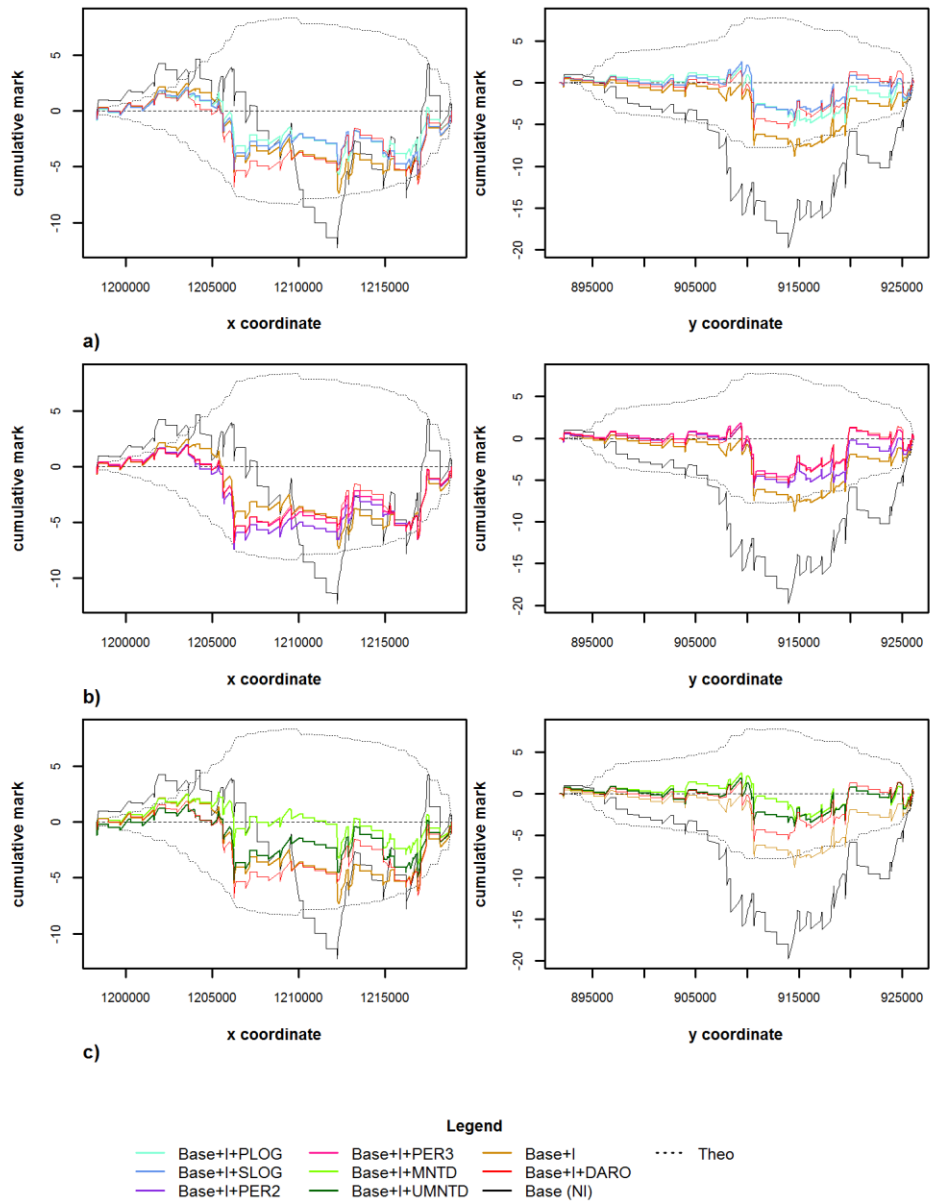 cumulative mark
5
0
-5
-10
1200000 1205000 1210000 1215000
x coordinate
a)
cumulative mark
5
0
-5
-10
-15
-20
895000 905000 915000 925000
y coordinate
cumulative mark
5
0
-5
-10
1200000 1205000 1210000 1215000
x coordinate
b)
cumulative mark
5
0
-5
-10
-15
-20
895000 905000 915000 925000
y coordinate
cumulative mark
5
0
-5
-10
1200000 1205000 1210000 1215000
x coordinate
c)
cumulative mark
5
0
-5
-10
-15
-20
895000 905000 915000 925000
y coordinate
Legend
Base+I+PLOG Base+I+PER3 Base+I Theo
Base+I+SLOG Base+I+MNTD Base+I+DARO
Base+I+PER2 Base+I+UMNTD Base (NI)